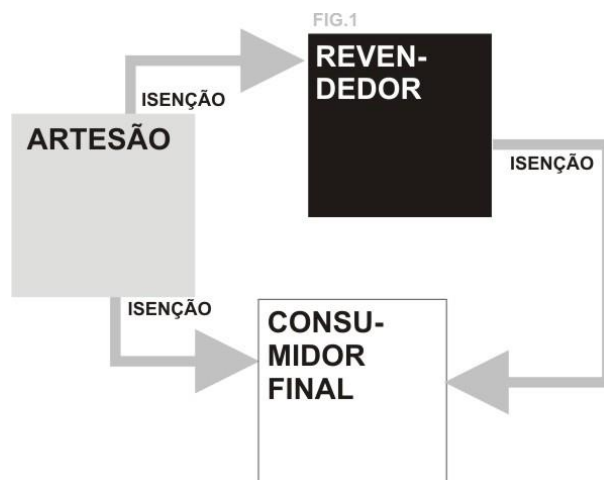 FIG.1
REVEN-
DEDOR
ISENÇÃO
ARTESÃO
ISENÇÃO
ISENÇÃO
CONSU-
MIDOR
FINAL